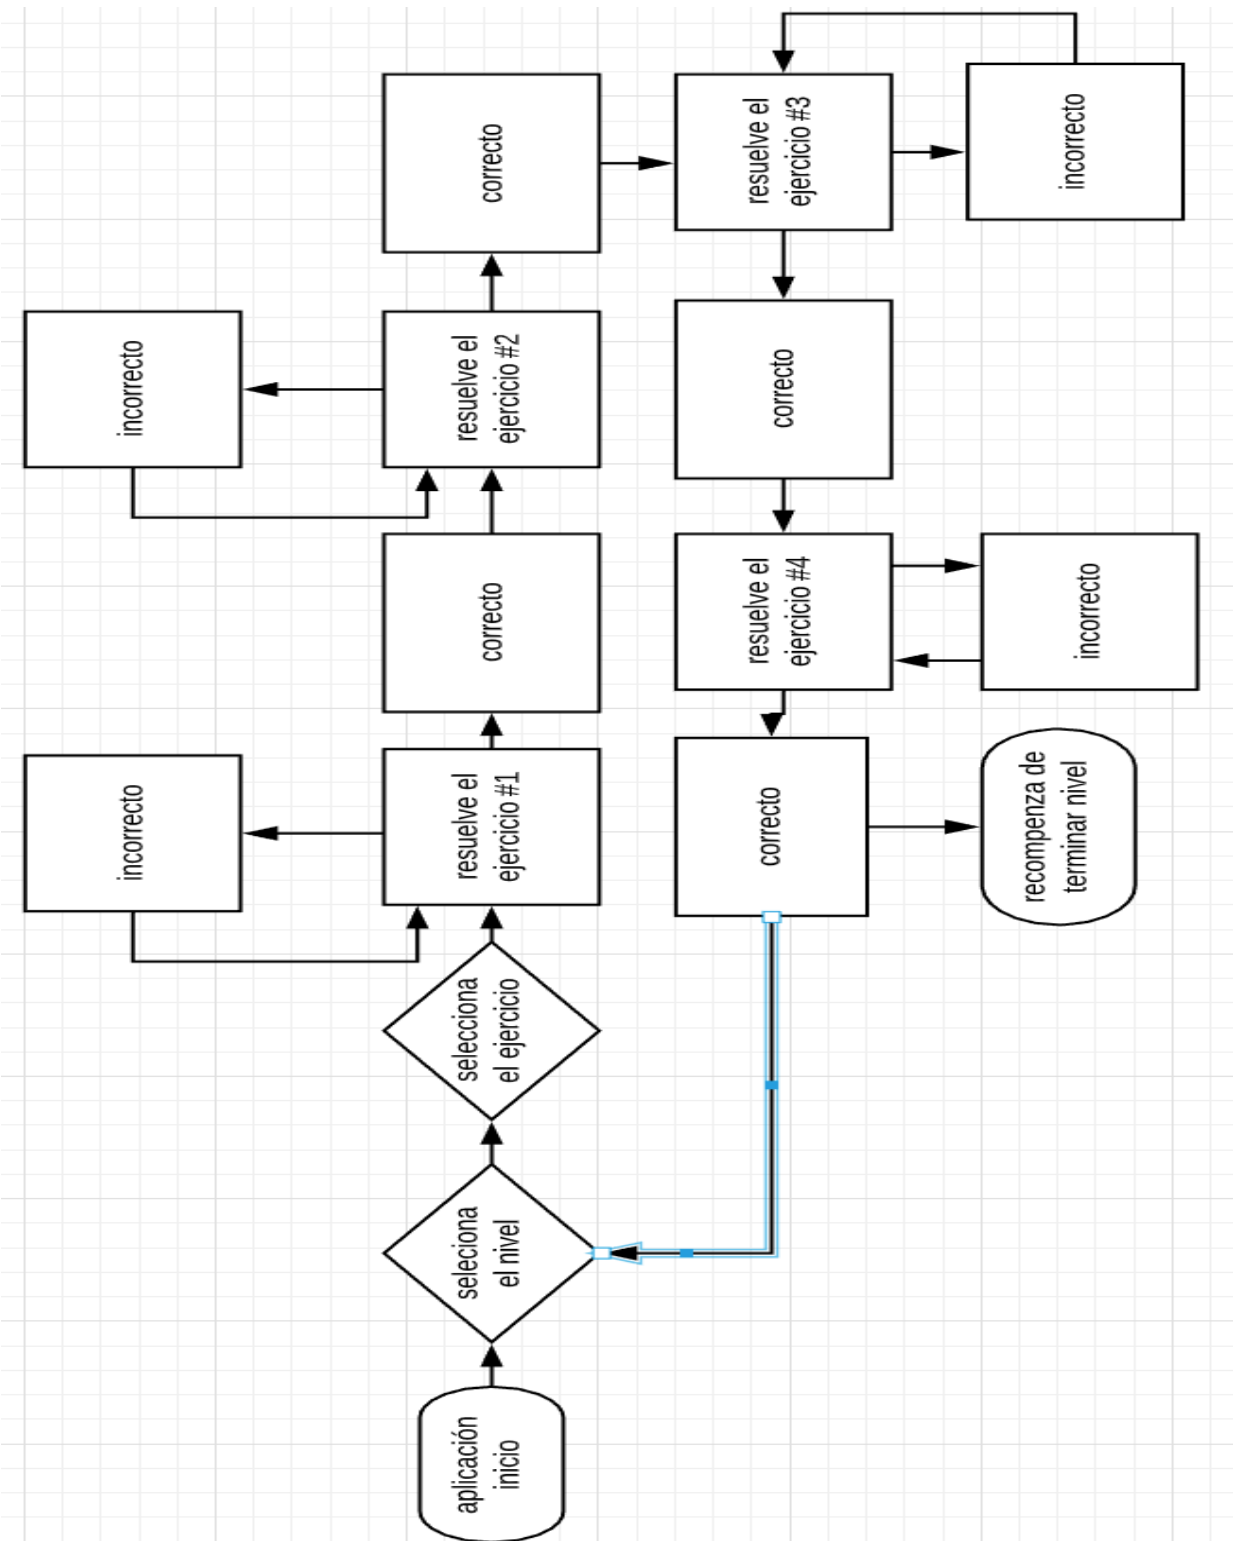 aplicación
inicio
seleciona
el nivel
selecciona
el ejercicio
resuelve el
ejercicio #1
incorrecto
correcto
resuelve el
ejercicio #2
incorrecto
correcto
resuelve el
ejercicio #3
incorrecto
correcto
resuelve el
ejercicio #4
incorrecto
correcto
recompenza de
terminar nivel